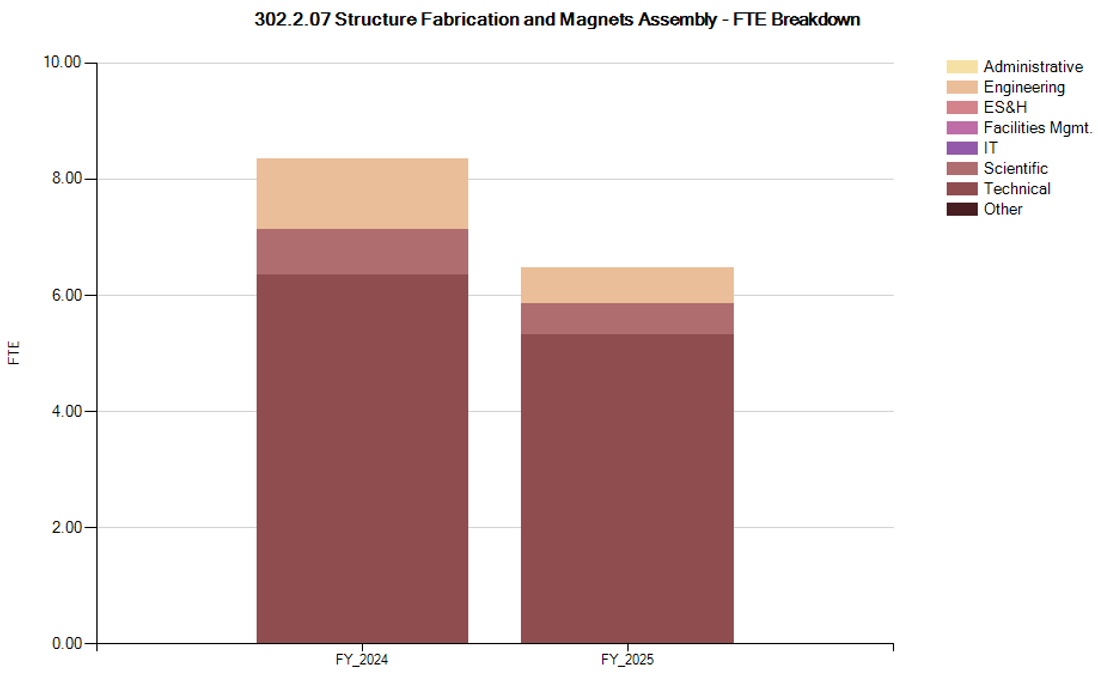 302.2.07 Structure Fabrication and Magnets Assembly - FTE Breakdown
10.00
8.00
6.00
4.00
2.00
0.00
FTE
FY_2024
FY_2025
Administrative
Engineering
ES&H
Facilities Mgmt.
IT
Scientific
Technical
Other